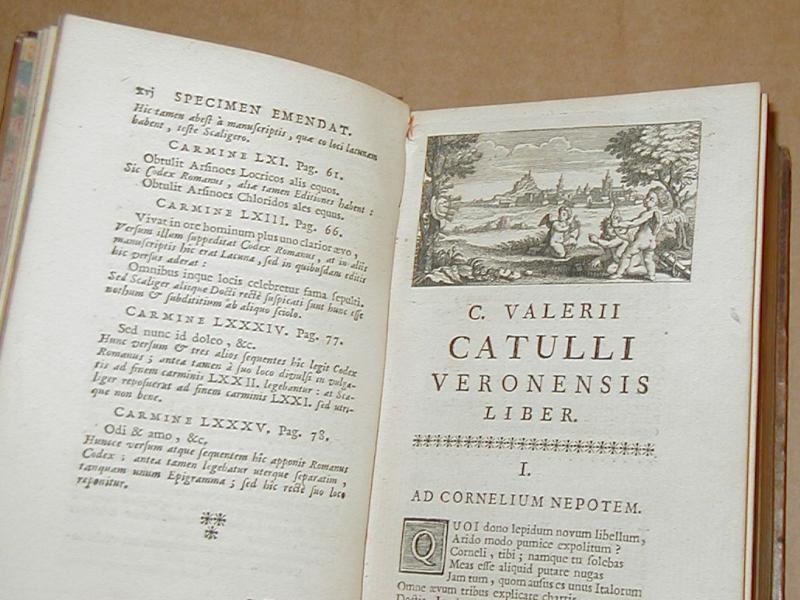 xvj SPECIMEN EMENDAT.
Hic tamen abest à manuscriptis, quæ eo loci lacunam
habent, teste Scaligero.
CARMINE LXI. Pag. 61.
Obtulit Arsinoes Locricos alis equos.
Sic Codex Romanus, aliæ tamen Editiones habent:
Obtulit Arsinoes Chloridos ales equus.
CARMINE LXIII. Pag. 66.
Vivat in ore hominum plus uno clarior ævo,
Versum illum suppeditat Codex Romanus, at in aliis
manuscriptis hic erat Lacuna, sed in quibusdam editis
hic versus aderat:
Omnibus inque locis celebretur fama sepulti.
Sed Scaliger aliique Docti rectè suspicati sunt hunc esse
nothum & subditium ab aliquo sciolo.
CARMINE LXXXIV. Pag. 77.
Sed nunc id doleo, &c.
Hunc versum & tres alios sequentes hic legit Codex
Romanus; antea tamen à suo loco divulsi in vulga-
tis ad finem carminis LXXII. legebantur: at Sca-
liger reposuerat ad finem carminis LXXI. sed utri-
que non bene.
CARMINE LXXXV. Pag. 78.
Odi & amo, &c.
Huncce versum atque sequentem hic apponit Romanus
Codex; antea tamen legebatur uterque separatim,
tanquam unum Epigramma; sed hic rectè suo loco
reponitur.
C. VALERII
CATULLI
VERONENSIS
LIBER.
I.
AD CORNELIUM NEPOTEM.
QUOI dono lepidum novum libellum,
Arido modo pumice expolitum?
Corneli, tibi; namque tu solebas
Meas esse aliquid putare nugas
Jam tum, quom ausus es unus Italorum
Omne ævum tribus explicare chartis